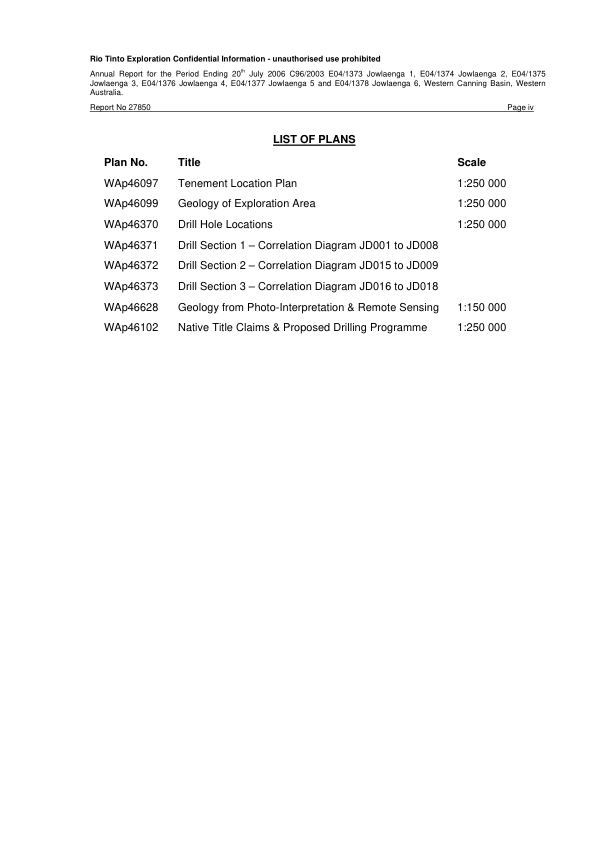 Rio Tinto Exploration Confidential Information - unauthorised use prohibited
Annual Report for the Period Ending 20th July 2006 C96/2003 E04/1373 Jowlaenga 1, E04/1374 Jowlaenga 2, E04/1375
Jowlaenga 3, E04/1376 Jowlaenga 4, E04/1377 Jowlaenga 5 and E04/1378 Jowlaenga 6, Western Canning Basin, Western
Australia.
Report No 27850 Page iv
LIST OF PLANS
Plan No. Title Scale
WAp46097 Tenement Location Plan 1:250 000
WAp46099 Geology of Exploration Area 1:250 000
WAp46370 Drill Hole Locations 1:250 000
WAp46371 Drill Section 1 – Correlation Diagram JD001 to JD008
WAp46372 Drill Section 2 – Correlation Diagram JD015 to JD009
WAp46373 Drill Section 3 – Correlation Diagram JD016 to JD018
WAp46628 Geology from Photo-Interpretation & Remote Sensing 1:150 000
WAp46102 Native Title Claims & Proposed Drilling Programme 1:250 000